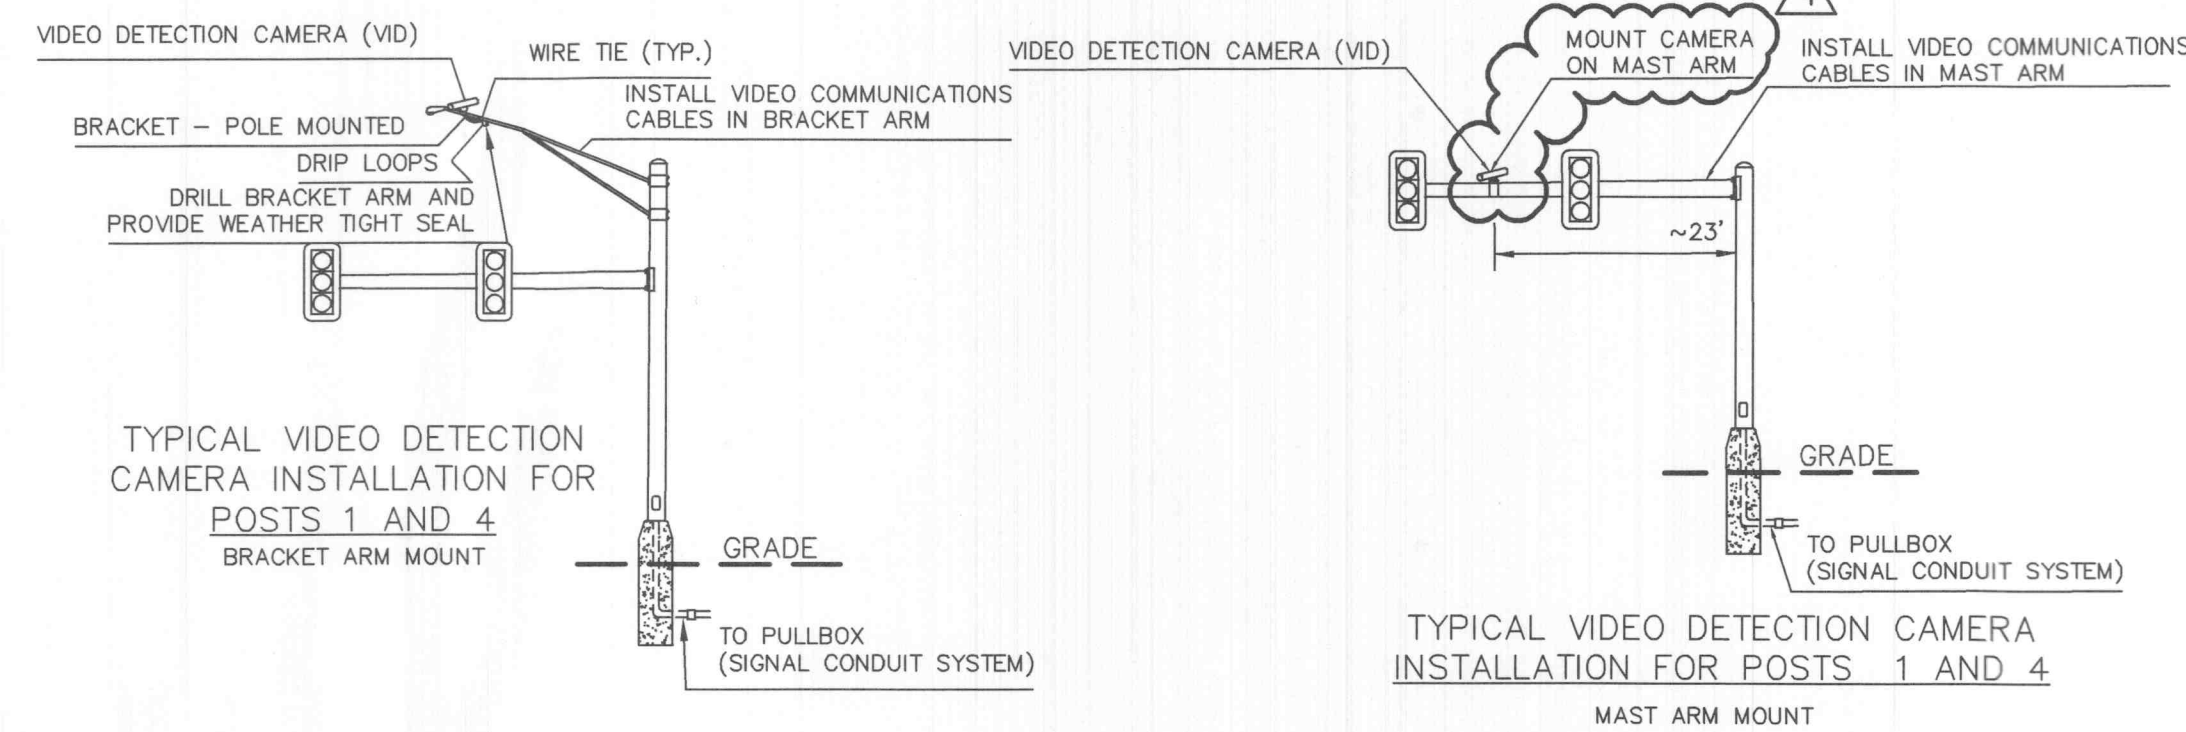 VIDEO DETECTION CAMERA (VID)
WIRE TIE (TYP.)
INSTALL VIDEO COMMUNICATIONS
CABLES IN BRACKET ARM
BRACKET – POLE MOUNTED
DRIP LOOPS
DRILL BRACKET ARM AND
PROVIDE WEATHER TIGHT SEAL
TYPICAL VIDEO DETECTION
CAMERA INSTALLATION FOR
POSTS 1 AND 4
BRACKET ARM MOUNT
GRADE
TO PULLBOX
(SIGNAL CONDUIT SYSTEM)
VIDEO DETECTION CAMERA (VID)
MOUNT CAMERA
ON MAST ARM
INSTALL VIDEO COMMUNICATIONS
CABLES IN MAST ARM
~23'
GRADE
TO PULLBOX
(SIGNAL CONDUIT SYSTEM)
TYPICAL VIDEO DETECTION CAMERA
INSTALLATION FOR POSTS 1 AND 4
MAST ARM MOUNT